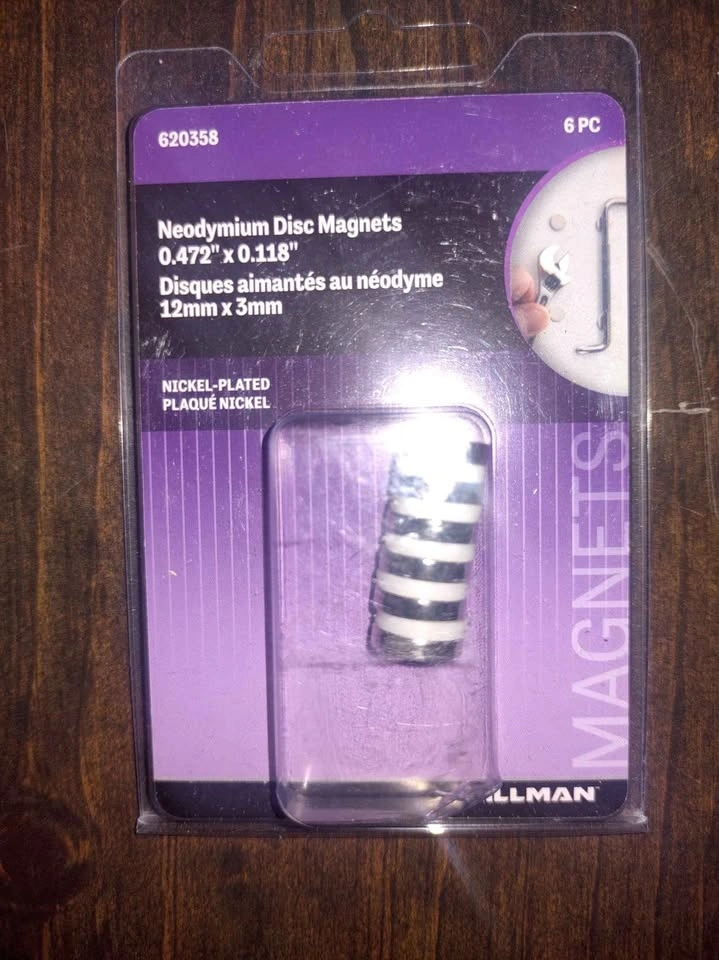 620358
6 PC
Neodymium Disc Magnets
0.472" x 0.118"
Disques aimantés au néodyme
12mm x 3mm
NICKEL-PLATED
PLAQUÉ NICKEL
MAGNETS